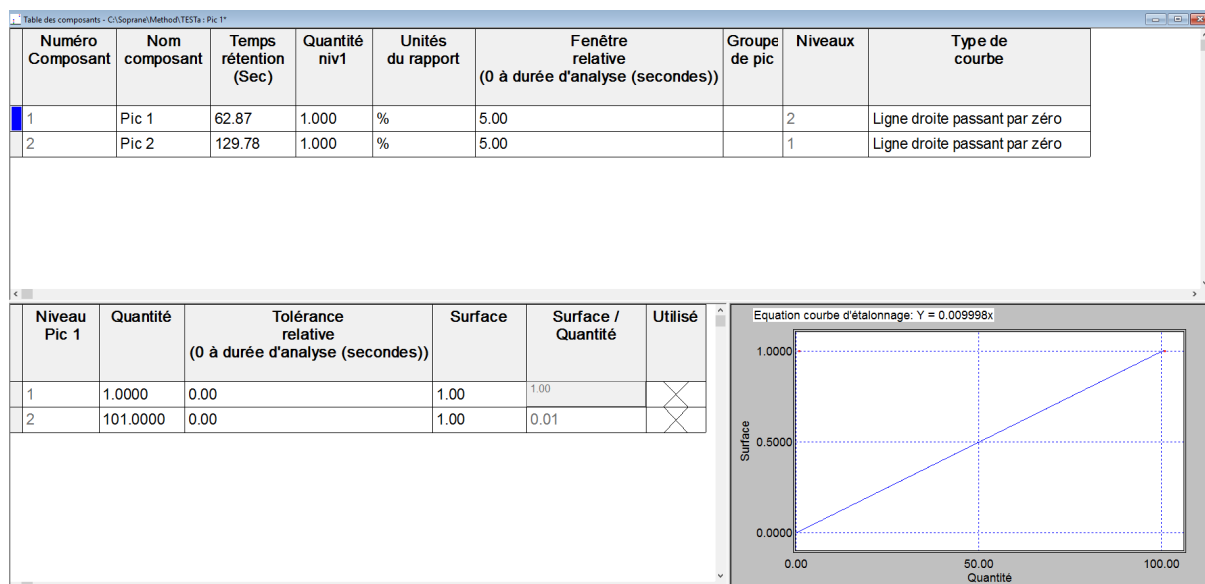 Table des composants - C:\Soprane\Method\TESTa : Pic 1*
Numéro Composant Nom composant Temps rétention (Sec) Quantité niv1 Unités du rapport Fenêtre relative (0 à durée d'analyse (secondes)) Groupe de pic Niveaux Type de courbe
1 Pic 1 62.87 1.000 % 5.00 2 Ligne droite passant par zéro
2 Pic 2 129.78 1.000 % 5.00 1 Ligne droite passant par zéro
Niveau Pic 1 Quantité Tolérance relative (0 à durée d'analyse (secondes)) Surface Surface / Quantité Utilisé
1 1.0000 0.00 1.00 1.00
2 101.0000 0.00 1.00 0.01
Equation courbe d'étalonnage: Y = 0.009998x
1.0000
0.5000
0.0000
Surface
0.00 50.00 100.00
Quantité